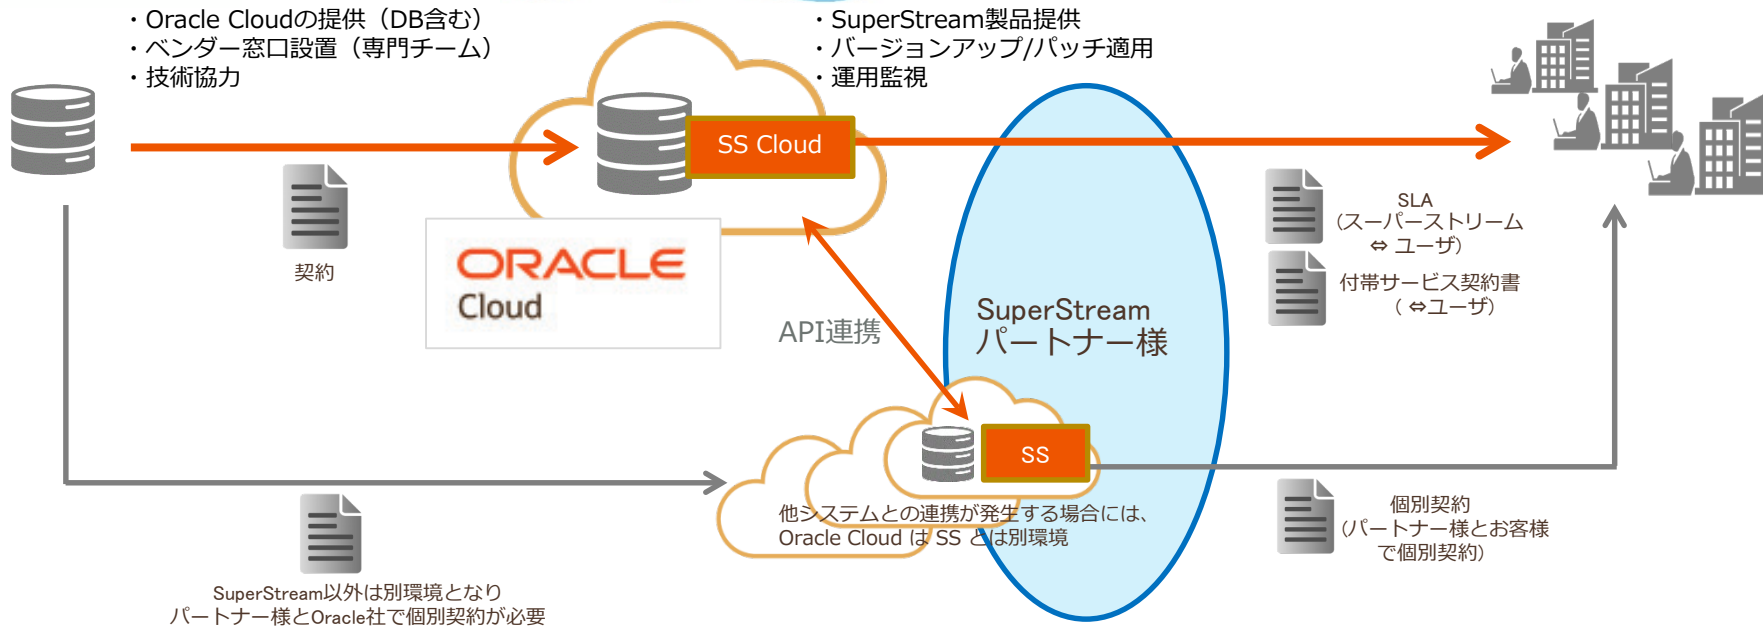 ・Oracle Cloudの提供（DB含む）
・ベンダー窓口設置（専門チーム）
・技術協力
・SuperStream製品提供
・バージョンアップ/パッチ適用
・運用監視
SS Cloud
契約
ORACLE
Cloud
SLA
（スーパーストリーム
⇔ ユーザ）
付帯サービス契約書
（ ⇔ユーザ）
API連携
SuperStream
パートナー様
SS
他システムとの連携が発生する場合には、
Oracle Cloud は SS とは別環境
個別契約
（パートナー様とお客様
で個別契約）
SuperStream以外は別環境となり
パートナー様とOracle社で個別契約が必要